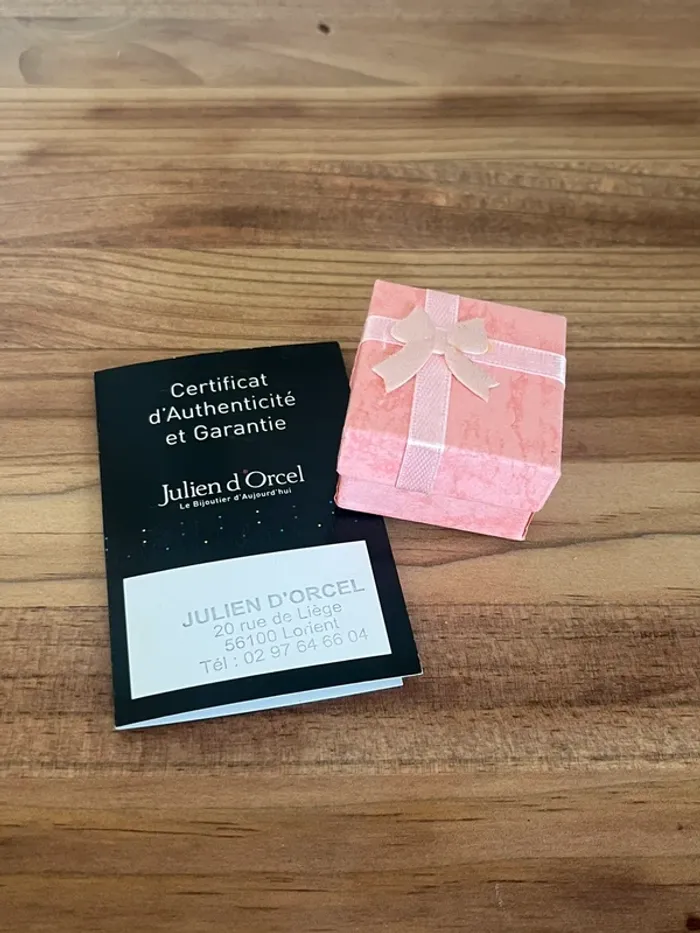 Certificat
d'Authenticité
et Garantie
Julien d'Orcel
Le Bijoutier d'Aujourd'hui
JULIEN D'ORCEL
20 rue de Liège
56100 Lorient
Tél : 02 97 64 66 04